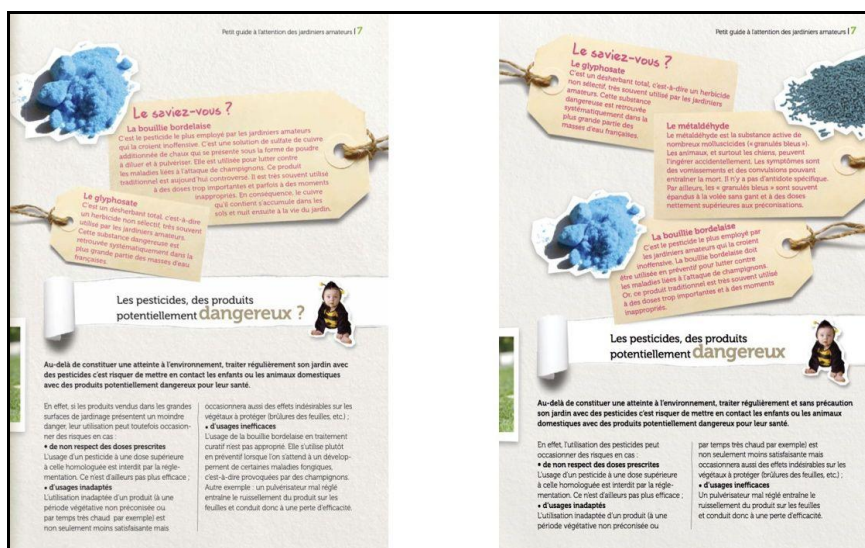 Petit guide à l'attention des jardiniers amateurs I 7
Le saviez-vous ?
La bouillie bordelaise
C'est le pesticide le plus employé par les jardiniers amateurs
qui la croient inoffensive. C'est une solution de sulfate de cuivre
additionnée de chaux qui se présente sous la forme de poudre
à diluer et à pulvériser. Elle est utilisée pour lutter contre
les maladies liées à l'attaque de champignons. Ce produit
traditionnel est aujourd'hui controversé. Il est très souvent utilisé
à des doses trop importantes et parfois à des moments
inappropriés. En conséquence, le cuivre
qu'il contient s'accumule dans les
sols et nuit ensuite à la vie du jardin.
Le glyphosate
C'est un désherbant total, c'est-à-dire
un herbicide non sélectif, très souvent
utilisé par les jardiniers amateurs.
Cette substance dangereuse est
retrouvée systématiquement dans la
plus grande partie des masses d'eau
françaises.
Les pesticides, des produits
potentiellement dangereux ?
Au-delà de constituer une atteinte à l'environnement, traiter régulièrement son jardin avec
des pesticides c'est risquer de mettre en contact les enfants ou les animaux domestiques
avec des produits potentiellement dangereux pour leur santé.
En effet, si les produits vendus dans les grandes
surfaces de jardinage présentent un moindre
danger, leur utilisation peut toutefois occasion-
ner des risques en cas :
• de non respect des doses prescrites
L'usage d'un pesticide à une dose supérieure
à celle homologuée est interdit par la régle-
mentation. Ce n'est d'ailleurs pas plus efficace ;
• d'usages inadaptés
L'utilisation inadaptée d'un produit (à une
période végétative non préconisée ou
par temps très chaud par exemple) est
non seulement moins satisfaisante mais
occasionnera aussi des effets indésirables sur les
végétaux à protéger (brûlures des feuilles, etc.) ;
• d'usages inefficaces
L'usage de la bouillie bordelaise en traitement
curatif n'est pas approprié. Elle s'utilise plutôt
en préventif lorsque l'on s'attend à un dévelop-
pement de certaines maladies fongiques,
c'est-à-dire provoquées par des champignons.
Autre exemple : un pulvérisateur mal réglé
entraîne le ruissellement du produit sur les
feuilles et conduit donc à une perte d'efficacité.
Petit guide à l'attention des jardiniers amateurs I 7
Le saviez-vous ?
Le glyphosate
C'est un désherbant total, c'est-à-dire un herbicide
non sélectif, très souvent utilisé par les jardiniers
amateurs. Cette substance
dangereuse est retrouvée
systématiquement dans la
plus grande partie des
masses d'eau françaises.
Le métaldéhyde
Le métaldéhyde est la substance active de
nombreux molluscicides (« granulés bleus »).
Les animaux, et surtout les chiens, peuvent
l'ingérer accidentellement. Les symptômes sont
des vomissements et des convulsions pouvant
entraîner la mort. Il n'y a pas d'antidote spécifique.
Par ailleurs, les « granulés bleus » sont souvent
épandus à la volée sans gant et à des doses
nettement supérieures aux préconisations.
La bouillie bordelaise
C'est le pesticide le plus employé par
les jardiniers amateurs qui la croient
inoffensive. La bouillie bordelaise doit
être utilisée en préventif pour lutter contre
les maladies liées à l'attaque de champignons.
Or, ce produit traditionnel est très souvent utilisé
à des doses trop importantes et à des moments
inappropriés.
Les pesticides, des produits
potentiellement dangereux
Au-delà de constituer une atteinte à l'environnement, traiter régulièrement et sans précaution
son jardin avec des pesticides c'est risquer de mettre en contact les enfants ou les animaux
domestiques avec des produits potentiellement dangereux pour leur santé.
En effet, l'utilisation des pesticides peut
occasionner des risques en cas :
• de non respect des doses prescrites
L'usage d'un pesticide à une dose supérieure
à celle homologuée est interdit par la régle-
mentation. Ce n'est d'ailleurs pas plus efficace ;
• d'usages inadaptés
L'utilisation inadaptée d'un produit (à une
période végétative non préconisée ou
par temps très chaud par exemple) est
non seulement moins satisfaisante mais
occasionnera aussi des effets indésirables sur les
végétaux à protéger (brûlures des feuilles, etc.) ;
• d'usages inefficaces
Un pulvérisateur mal réglé entraîne le
ruissellement du produit sur les feuilles
et conduit donc à une perte d'efficacité.